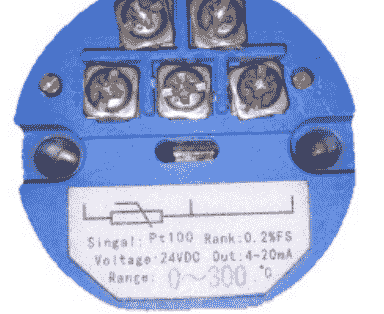 Singal: Pt100 Rank: 0.2%FS
Voltage: 24VDC Out: 4-20mA
Range: 0~300 °C